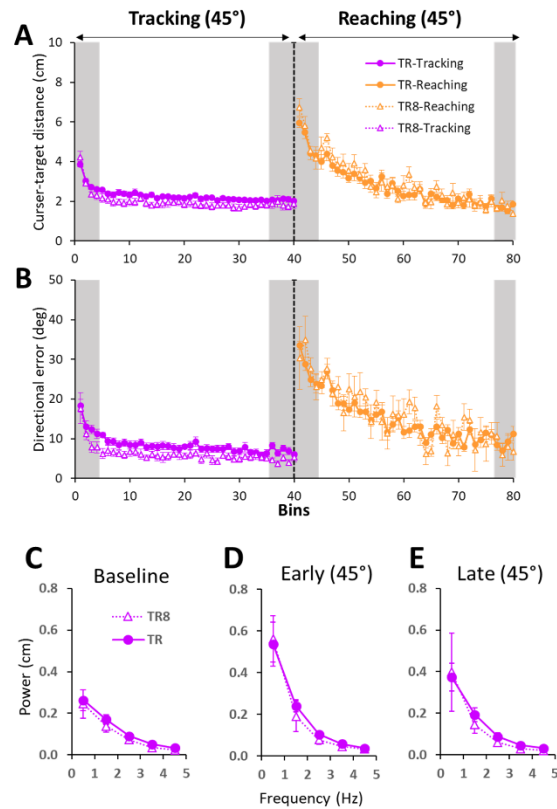 Tracking (45°) Reaching (45°)
A
Curser-target distance (cm)
10
8
6
4
2
0
TR-Tracking
TR-Reaching
TR8-Reaching
TR8-Tracking
0 10 20 30 40 50 60 70 80
B
Directional error (deg)
50
40
30
20
10
0
0 10 20 30 40 50 60 70 80
Bins
C Baseline
D Early (45°)
E Late (45°)
Power (cm)
0.8
0.6
0.4
0.2
0.0
TR8
TR
0 1 2 3 4 5
0.8
0.6
0.4
0.2
0.0
0 1 2 3 4 5
0.8
0.6
0.4
0.2
0.0
0 1 2 3 4 5
Frequency (Hz)